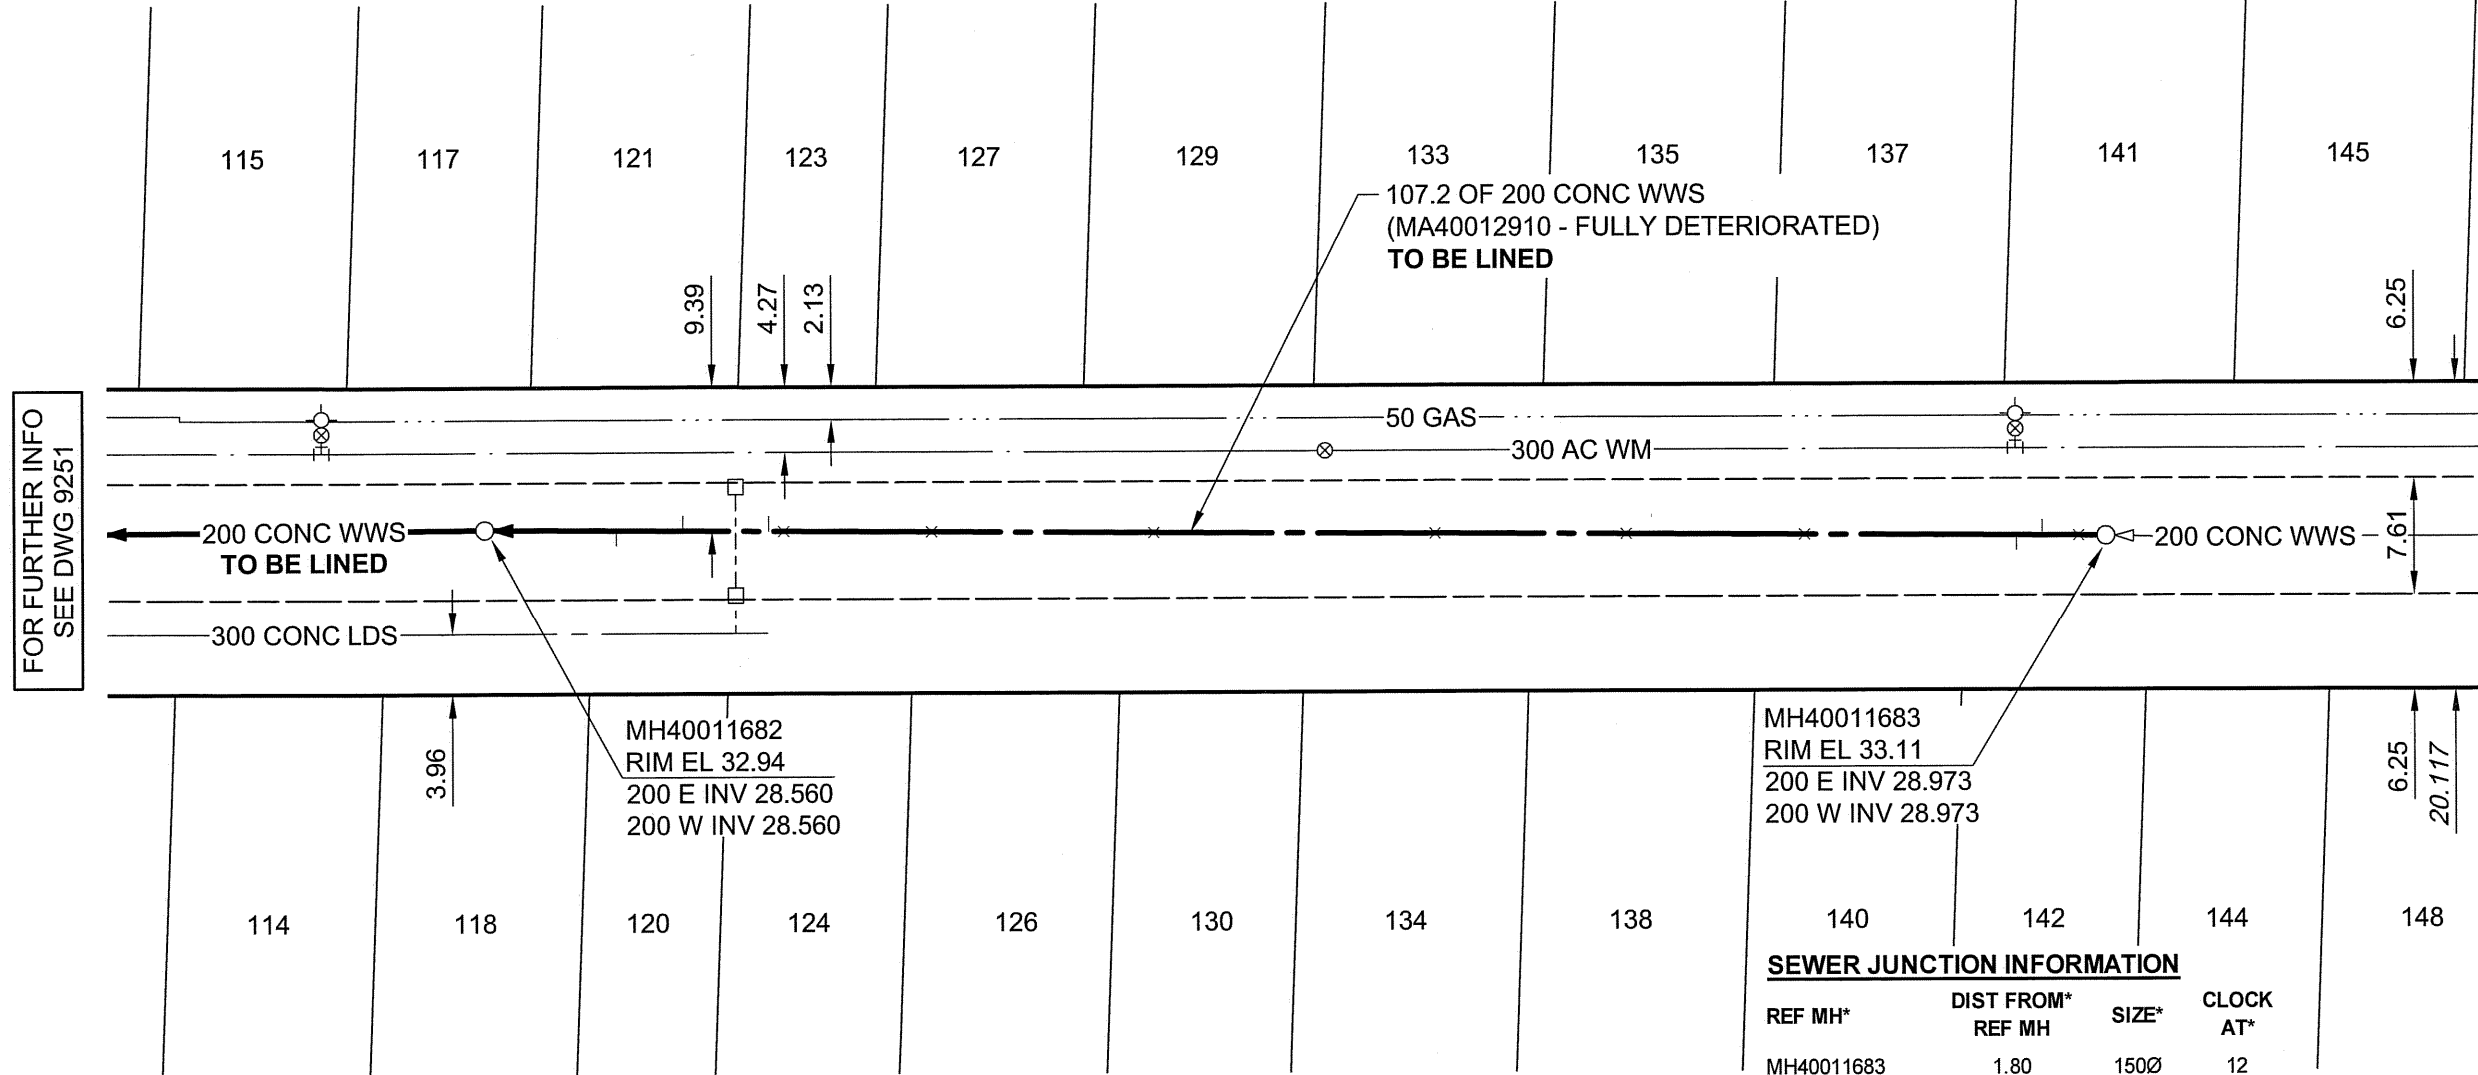 115
117
121
123
127
129
133
135
137
141
145
107.2 OF 200 CONC WWS
(MA40012910 - FULLY DETERIORATED)
TO BE LINED
9.39
4.27
2.13
6.25
FOR FURTHER INFO
SEE DWG 9251
50 GAS
300 AC WM
200 CONC WWS
TO BE LINED
200 CONC WWS
7.61
300 CONC LDS
3.96
MH40011682
RIM EL 32.94
200 E INV 28.560
200 W INV 28.560
MH40011683
RIM EL 33.11
200 E INV 28.973
200 W INV 28.973
6.25
20.117
114
118
120
124
126
130
134
138
140
142
144
148
SEWER JUNCTION INFORMATION
REF MH* DIST FROM* REF MH SIZE* CLOCK AT*
MH40011683 1.80 150Ø 12